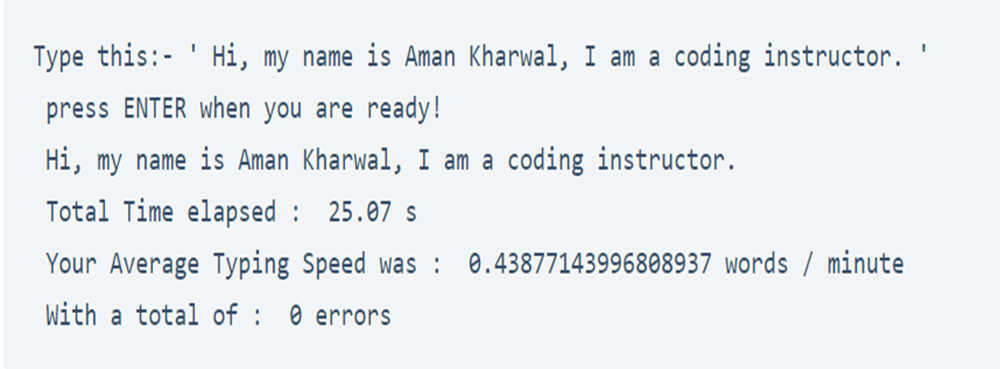 Type this:- ' Hi, my name is Aman Kharwal, I am a coding instructor. '
press ENTER when you are ready!
Hi, my name is Aman Kharwal, I am a coding instructor.
Total Time elapsed :  25.07 s
Your Average Typing Speed was :  0.43877143996808937 words / minute
With a total of :  0 errors